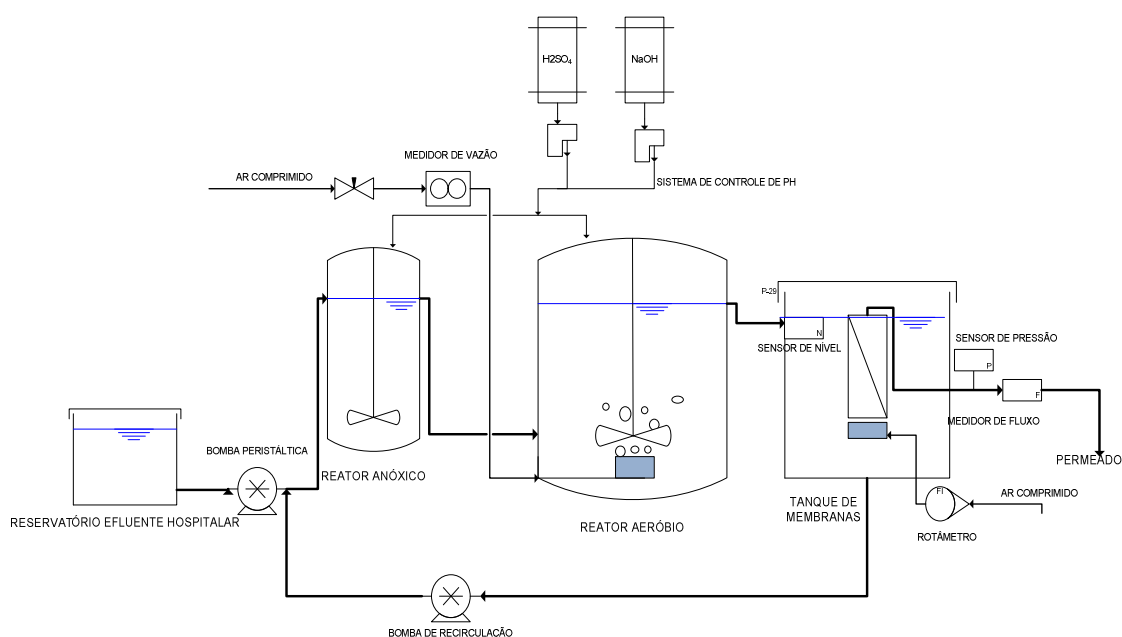 H2SO4
NaOH
MEDIDOR DE VAZÃO
AR COMPRIMIDO
SISTEMA DE CONTROLE DE PH
P-29
N
SENSOR DE NÍVEL
SENSOR DE PRESSÃO
P
F
MEDIDOR DE FLUXO
BOMBA PERISTÁLTICA
REATOR ANÓXICO
PERMEADO
RESERVATÓRIO EFLUENTE HOSPITALAR
REATOR AERÓBIO
TANQUE DE
MEMBRANAS
FI
AR COMPRIMIDO
ROTÂMETRO
BOMBA DE RECIRCULAÇÃO